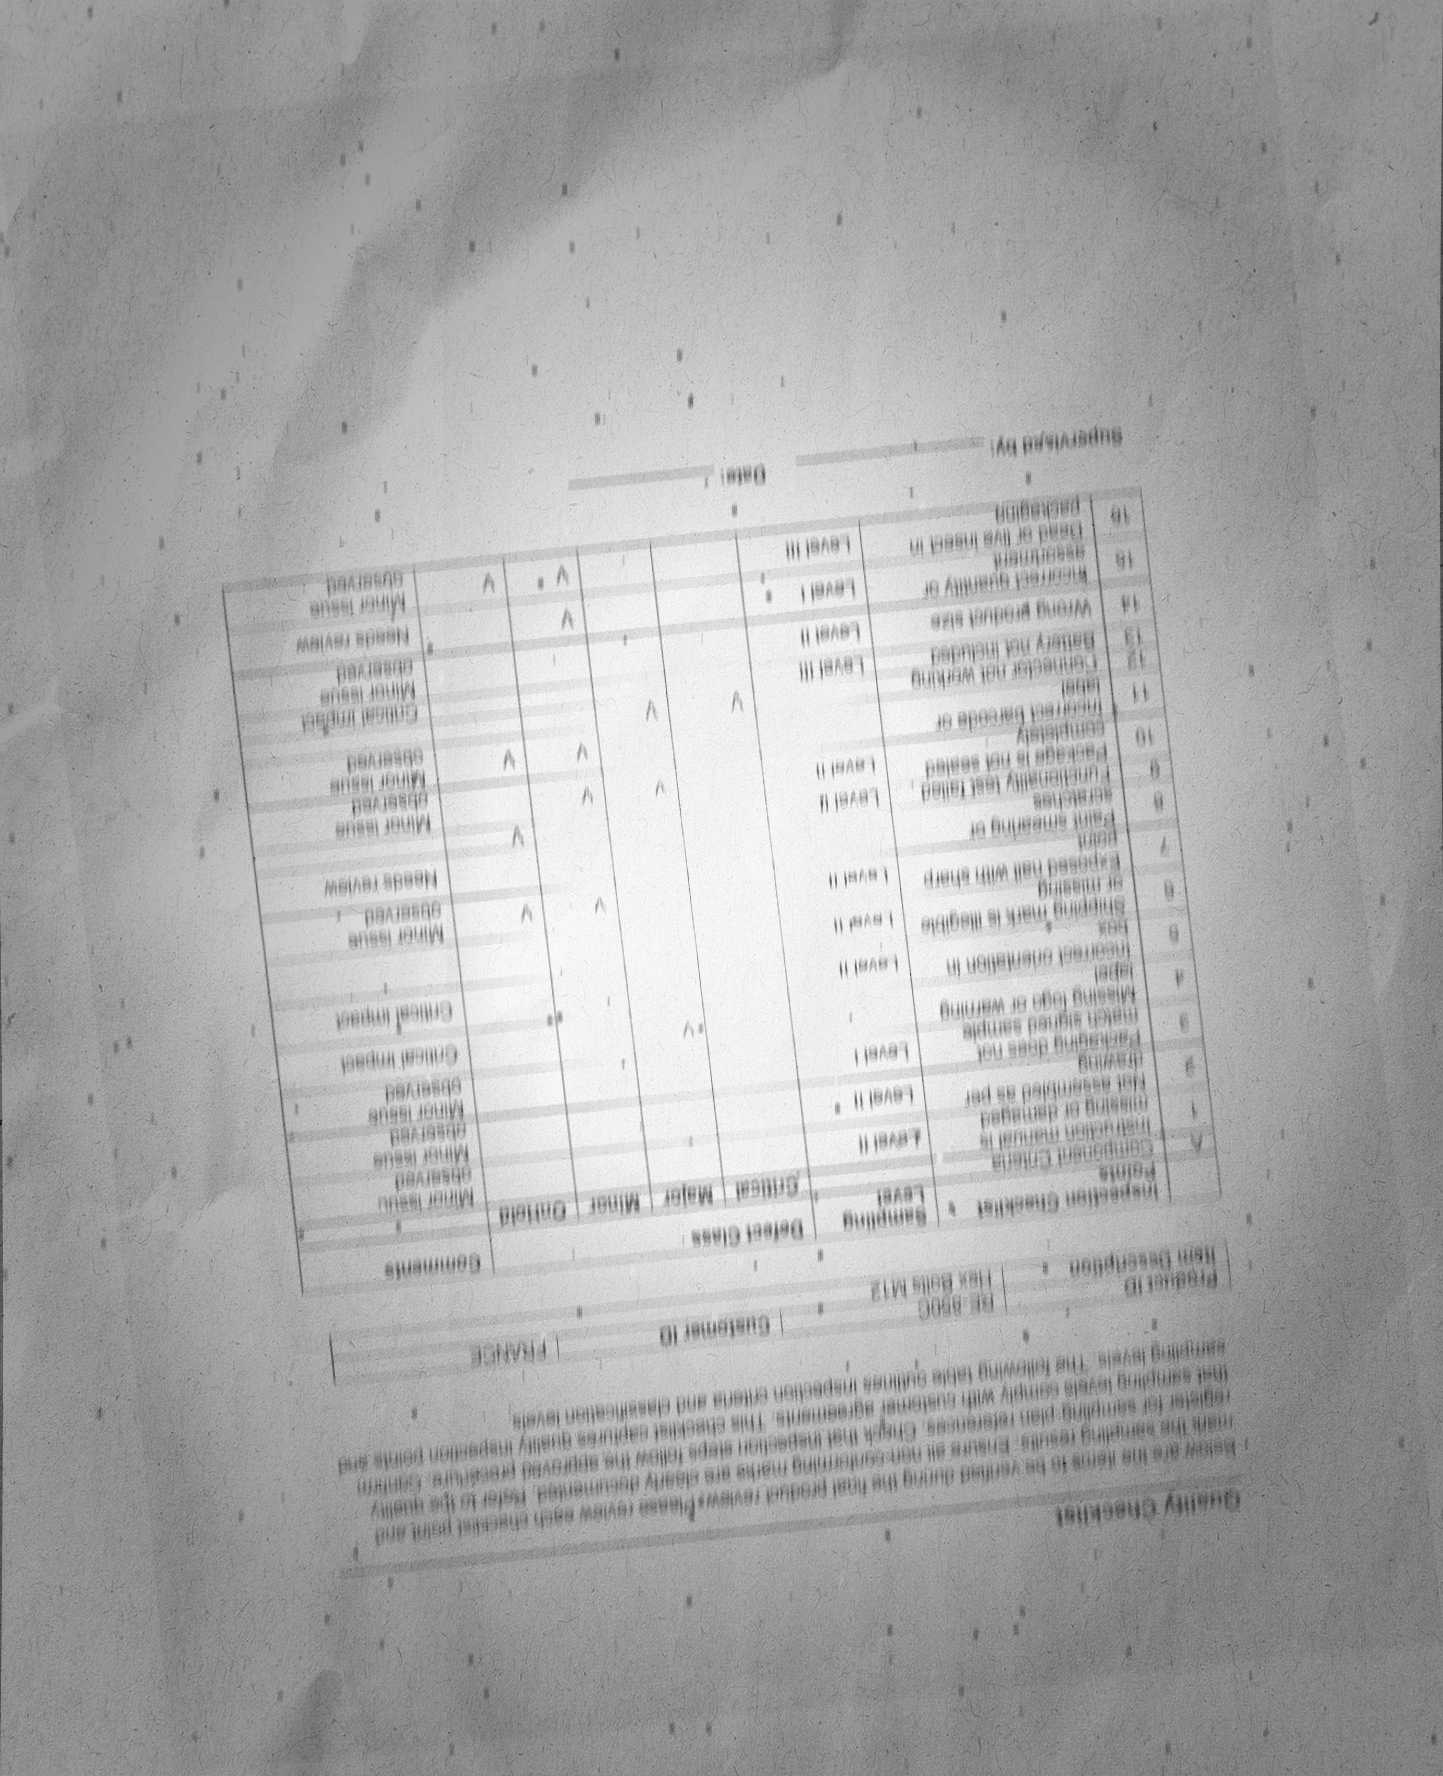 Quality Checklist
Below are the items to be verified during the final product review. Please review each checklist point and
mark the sampling results. Ensure all non-conforming marks are clearly documented. Refer to the quality
register for sampling plan references. Check that inspection steps follow the approved procedure. Confirm
that sampling levels comply with customer agreements. This checklist captures quality inspection points and
sampling levels. The following table outlines inspection criteria and classification levels
Product ID Customer ID FRANCE
Item Description Hex Bolts M12
Inspection Checklist Points Sampling Level Defect Class Comments
Critical Major Minor OnHold
A Component Criteria
1 Instruction manual is missing or damaged Level II Minor issue observed
2 Not assembled as per drawing Level II Minor issue observed
3 Packaging does not match signed sample Level I Minor issue observed
4 Missing logo or warning label V Critical impact
5 Incorrect orientation in box Level II Critical impact
6 Shipping mark is illegible or missing Level II
7 Exposed nail with sharp point Level II V V Minor issue observed
8 Paint smearing or scratches Needs review
9 Functionality test failed Level II V
10 Package is not sealed completely Level II V V Minor issue observed
11 Incorrect barcode or label V V Minor issue observed
12 Connector not working V V
13 Battery not included Level III Critical impact
14 Wrong product size Level II Minor issue observed
15 Incorrect quantity or assortment Level I V Needs review
16 Dead or live insect in packaging Level III V V Minor issue observed
Supervised by: Date: